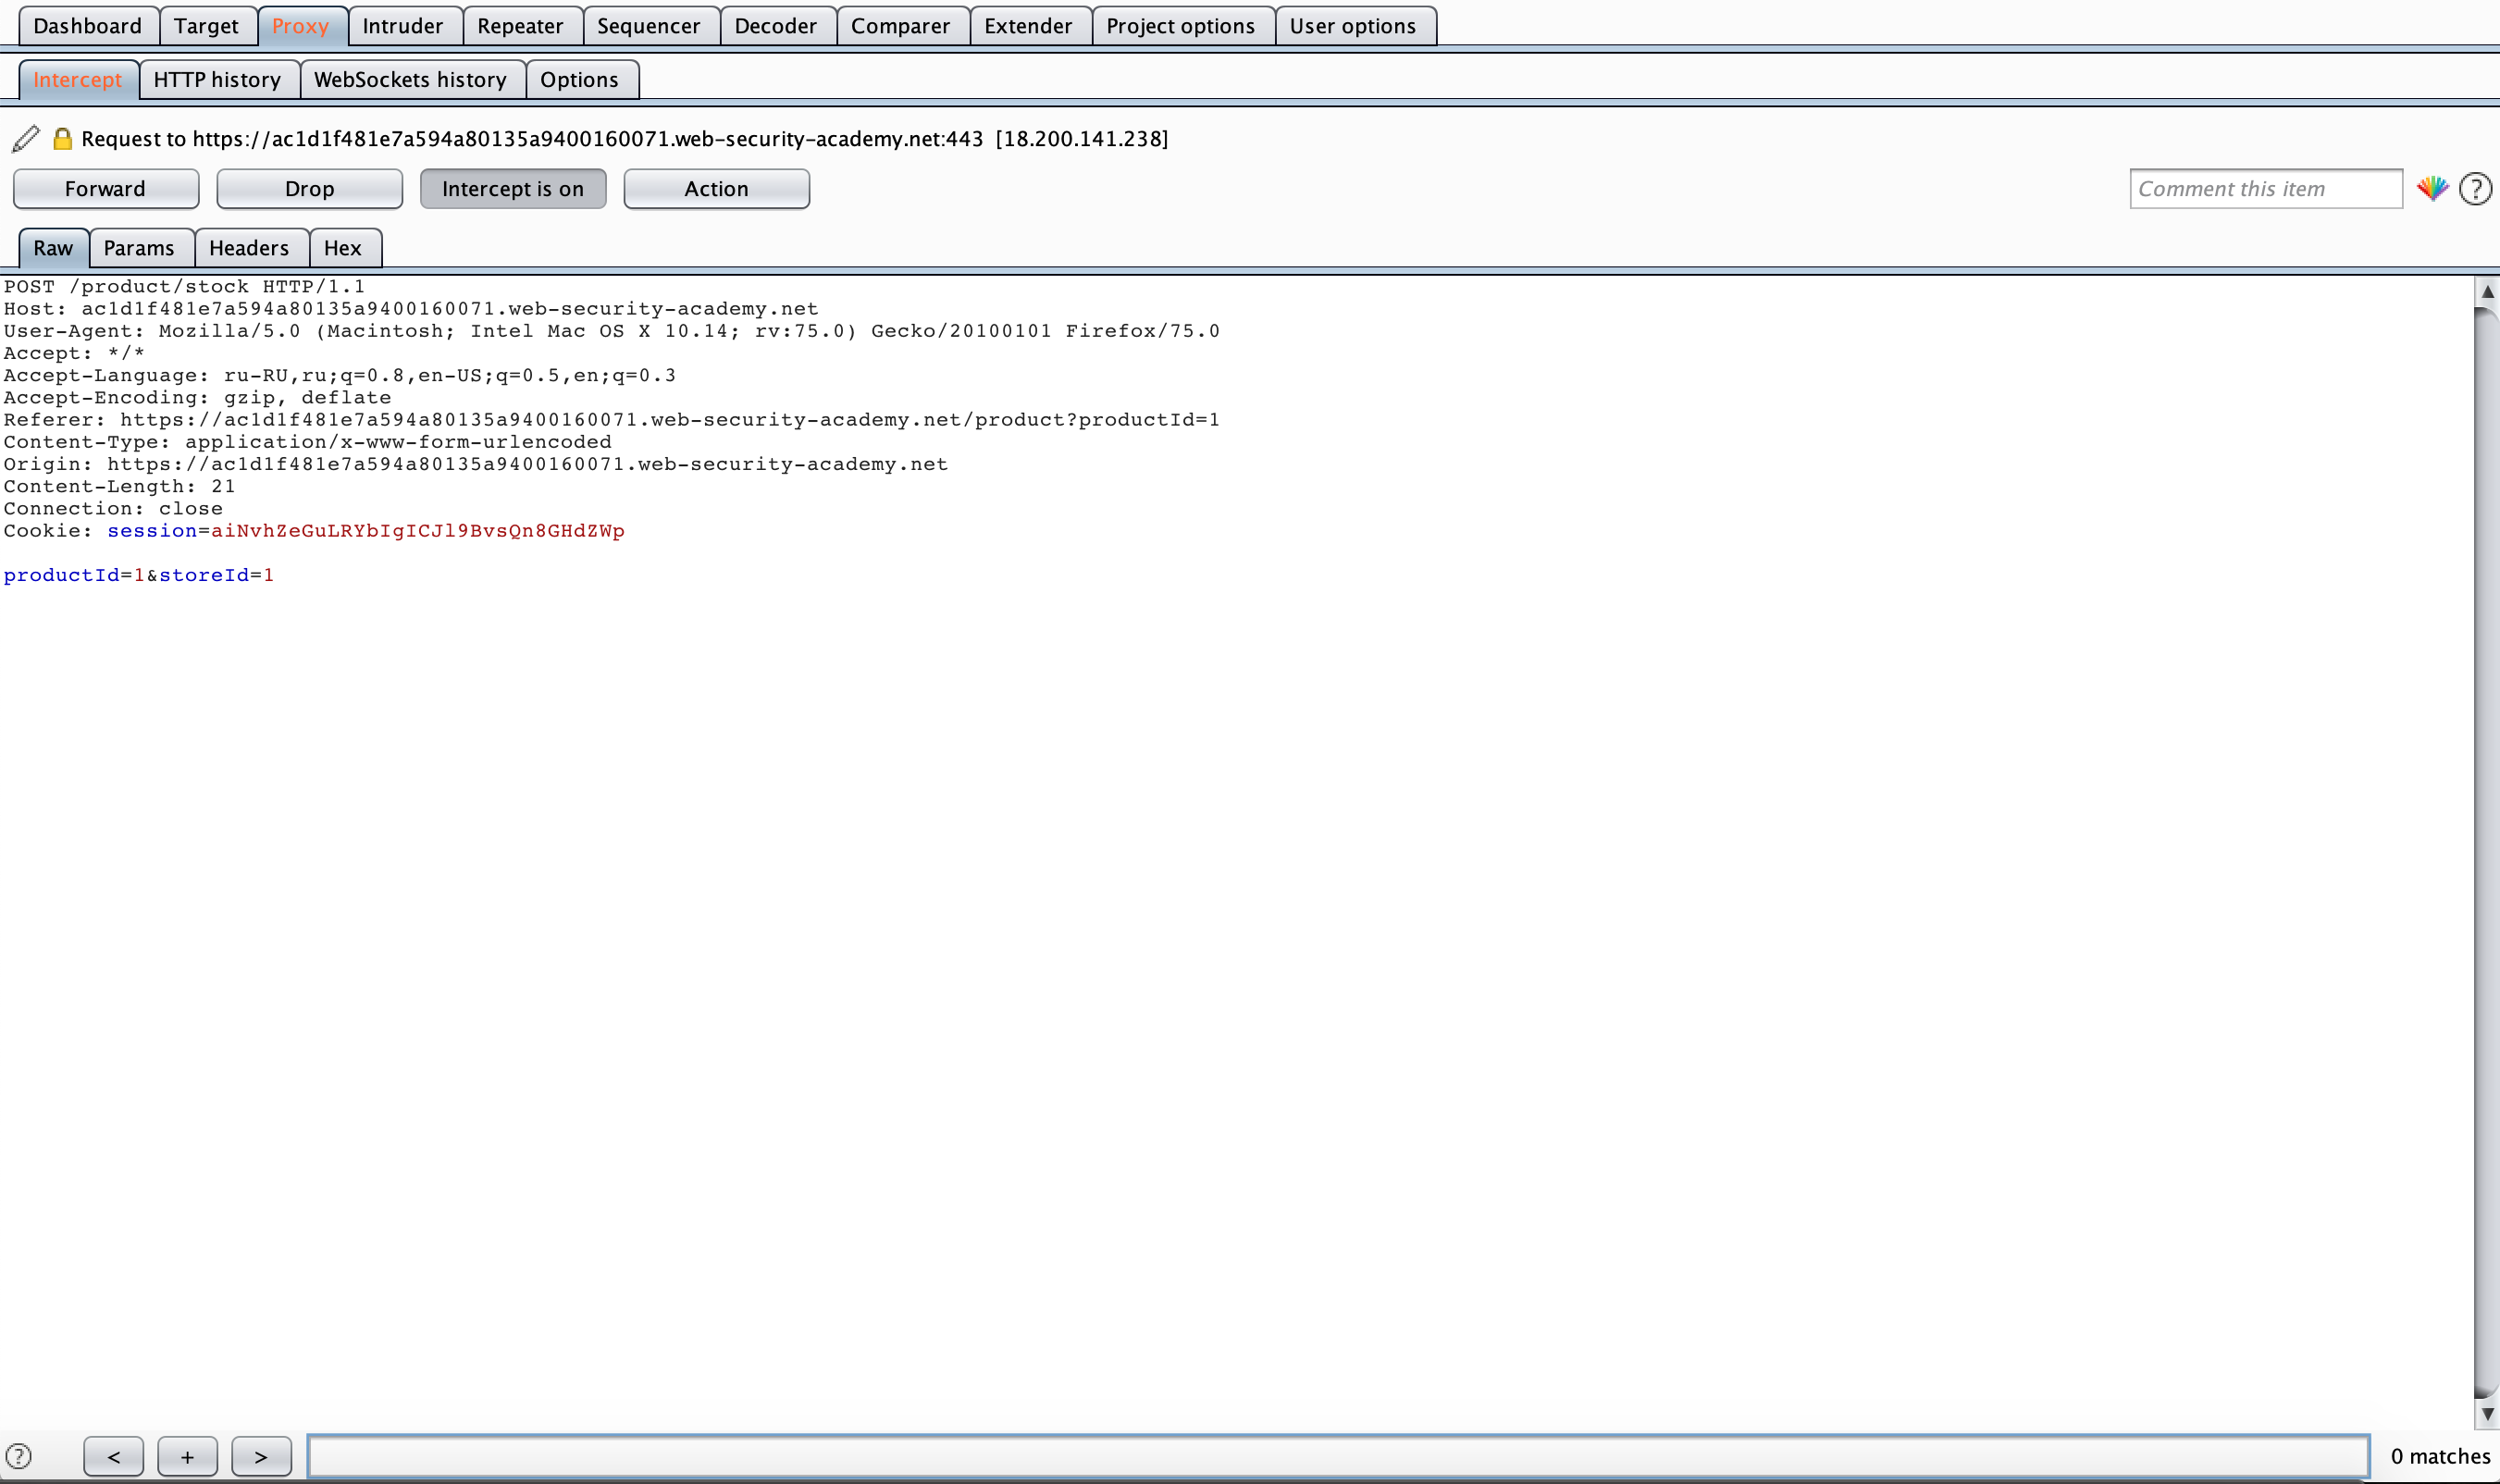 Dashboard Target Proxy Intruder Repeater Sequencer Decoder Comparer Extender Project options User options
Intercept HTTP history WebSockets history Options
Request to https://ac1d1f481e7a594a80135a9400160071.web-security-academy.net:443 [18.200.141.238]
Forward Drop Intercept is on Action Comment this item ?
Raw Params Headers Hex
POST /product/stock HTTP/1.1
Host: ac1d1f481e7a594a80135a9400160071.web-security-academy.net
User-Agent: Mozilla/5.0 (Macintosh; Intel Mac OS X 10.14; rv:75.0) Gecko/20100101 Firefox/75.0
Accept: */*
Accept-Language: ru-RU,ru;q=0.8,en-US;q=0.5,en;q=0.3
Accept-Encoding: gzip, deflate
Referer: https://ac1d1f481e7a594a80135a9400160071.web-security-academy.net/product?productId=1
Content-Type: application/x-www-form-urlencoded
Origin: https://ac1d1f481e7a594a80135a9400160071.web-security-academy.net
Content-Length: 21
Connection: close
Cookie: session=aiNvhZeGuLRYbIgICJl9BvsQn8GHdZWp
productId=1&storeId=1
? < + > 0 matches